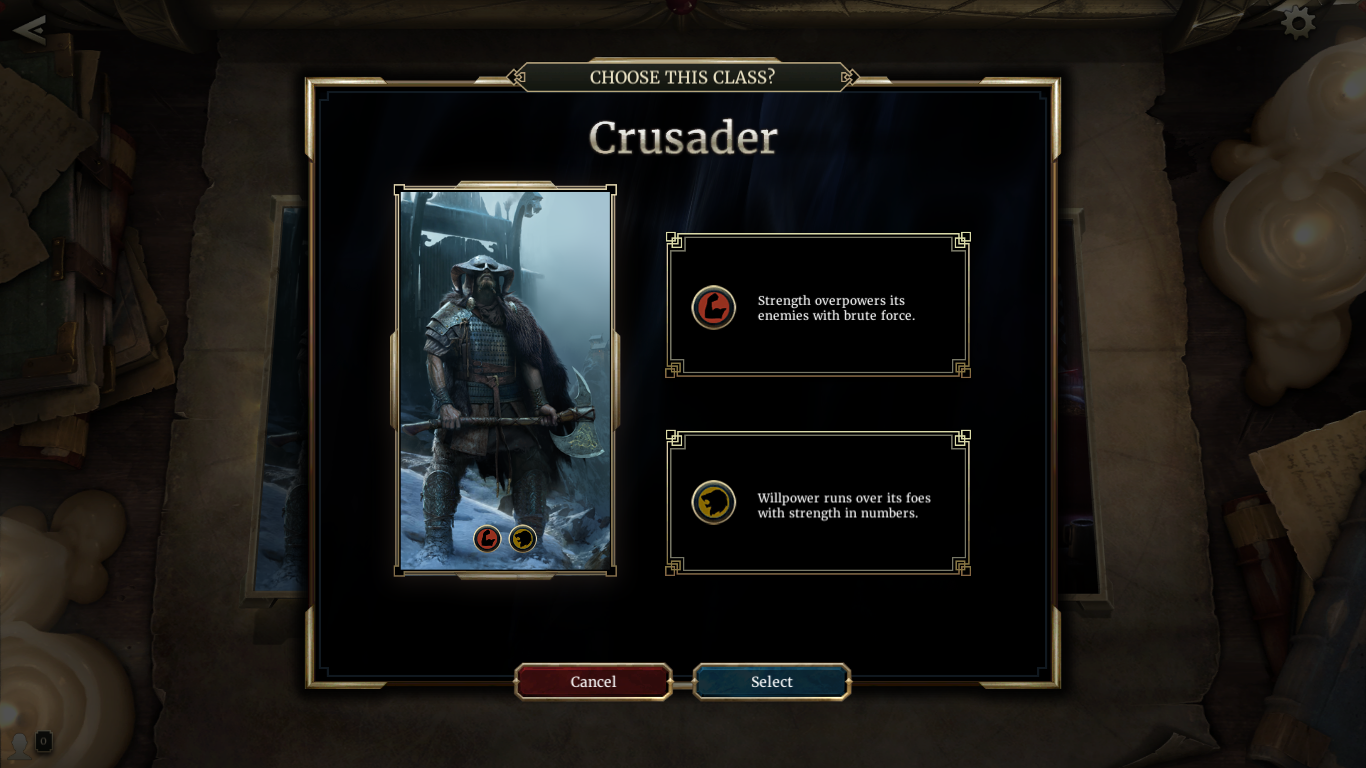 CHOOSE THIS CLASS?
Crusader
Strength overpowers its
enemies with brute force.
Willpower runs over its foes
with strength in numbers.
Cancel
Select
0